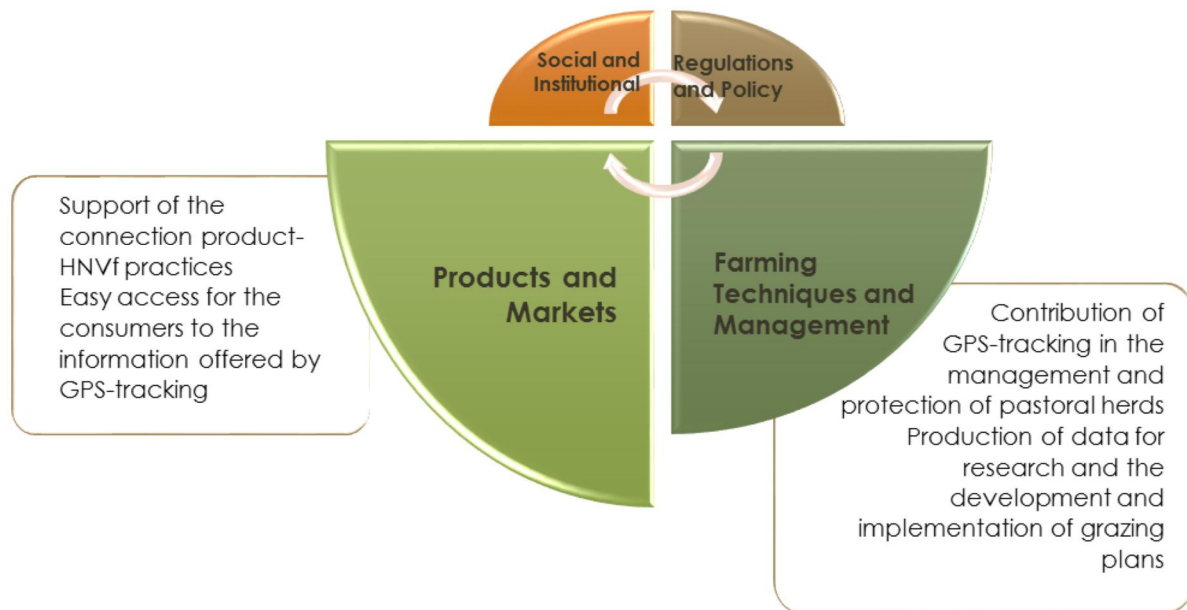 Social and
Institutional
Regulations
and Policy
Support of the
connection product-
HNVf practices
Easy access for the
consumers to the
information offered by
GPS-tracking
Products and
Markets
Farming
Techniques and
Management
Contribution of
GPS-tracking in the
management and
protection of pastoral herds
Production of data for
research and the
development and
implementation of grazing
plans